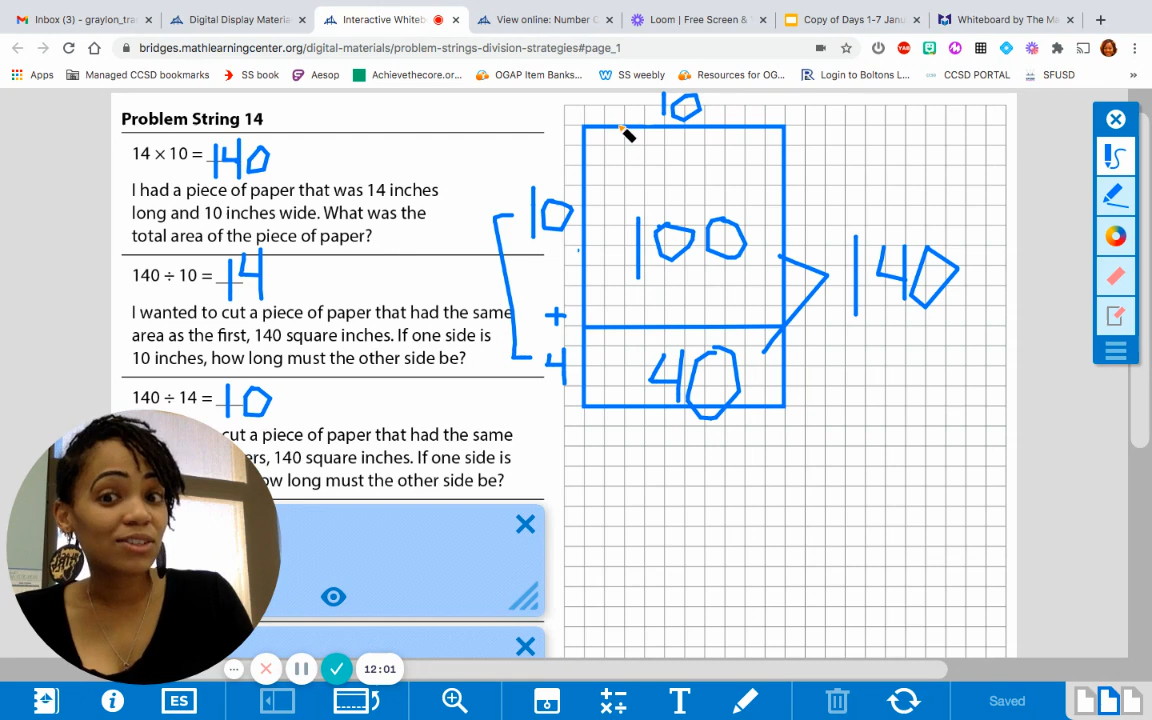 Inbox (3) - graylon_tra
Digital Display Materia
Interactive Whiteb
View online: Number C
Loom | Free Screen &
Copy of Days 1-7 Janu
Whiteboard by The Ma
bridges.mathlearningcenter.org/digital-materials/problem-strings-division-strategies#page_1
Apps
Managed CCSD bookmarks
SS book
Aesop
Achievethecore.o...
OGAP Item Banks...
SS weekly
Resources for OG...
Login to Boltons L...
CCSD PORTAL
SFUSD
»
Problem String 14
14 × 10 = 140
I had a piece of paper that was 14 inches
long and 10 inches wide. What was the
total area of the piece of paper?
140 ÷ 10 = 14
I wanted to cut a piece of paper that had the same
area as the first, 140 square inches. If one side is
10 inches, how long must the other side be?
140 ÷ 14 = 10
cut a piece of paper that had the same
ers, 140 square inches. If one side is
ow long must the other side be?
10
10
100
140
+
4
40
12:01
ES
T
Saved